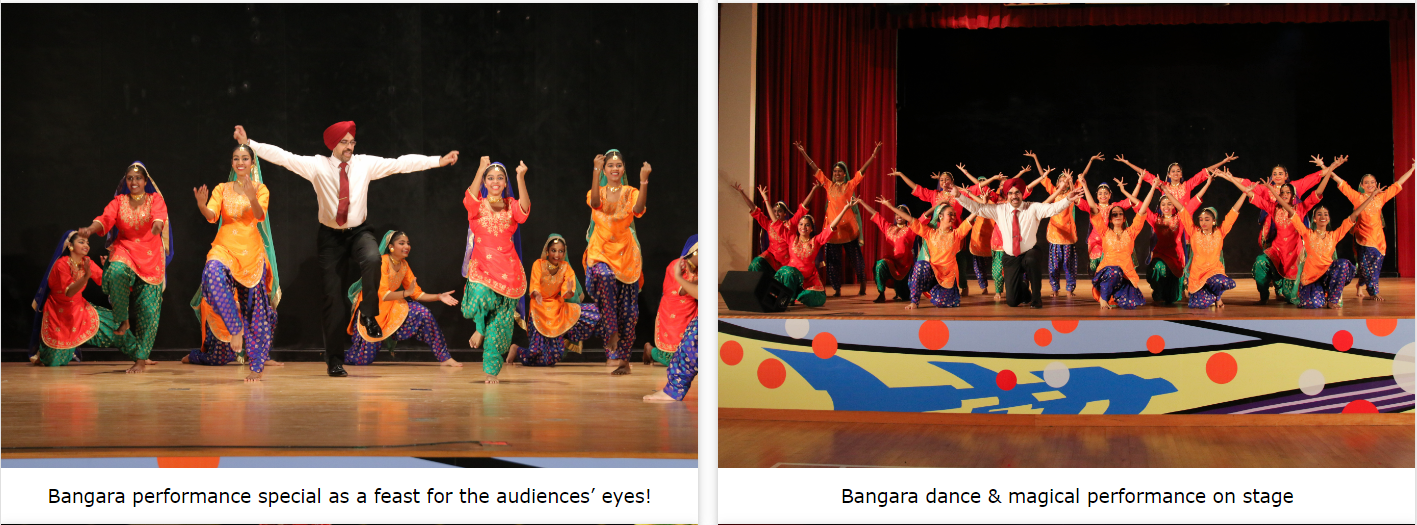 Bangara performance special as a feast for the audiences’ eyes!
Bangara dance & magical performance on stage